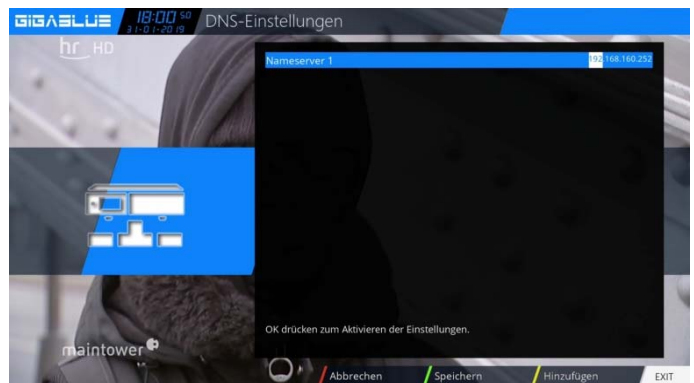 GIGABLUE
18:00 50
31-01-2019
DNS-Einstellungen
hr HD
Nameserver 1
192.168.160.252
OK drücken zum Aktivieren der Einstellungen.
maintower
Abbrechen
Speichern
Hinzufügen
EXIT